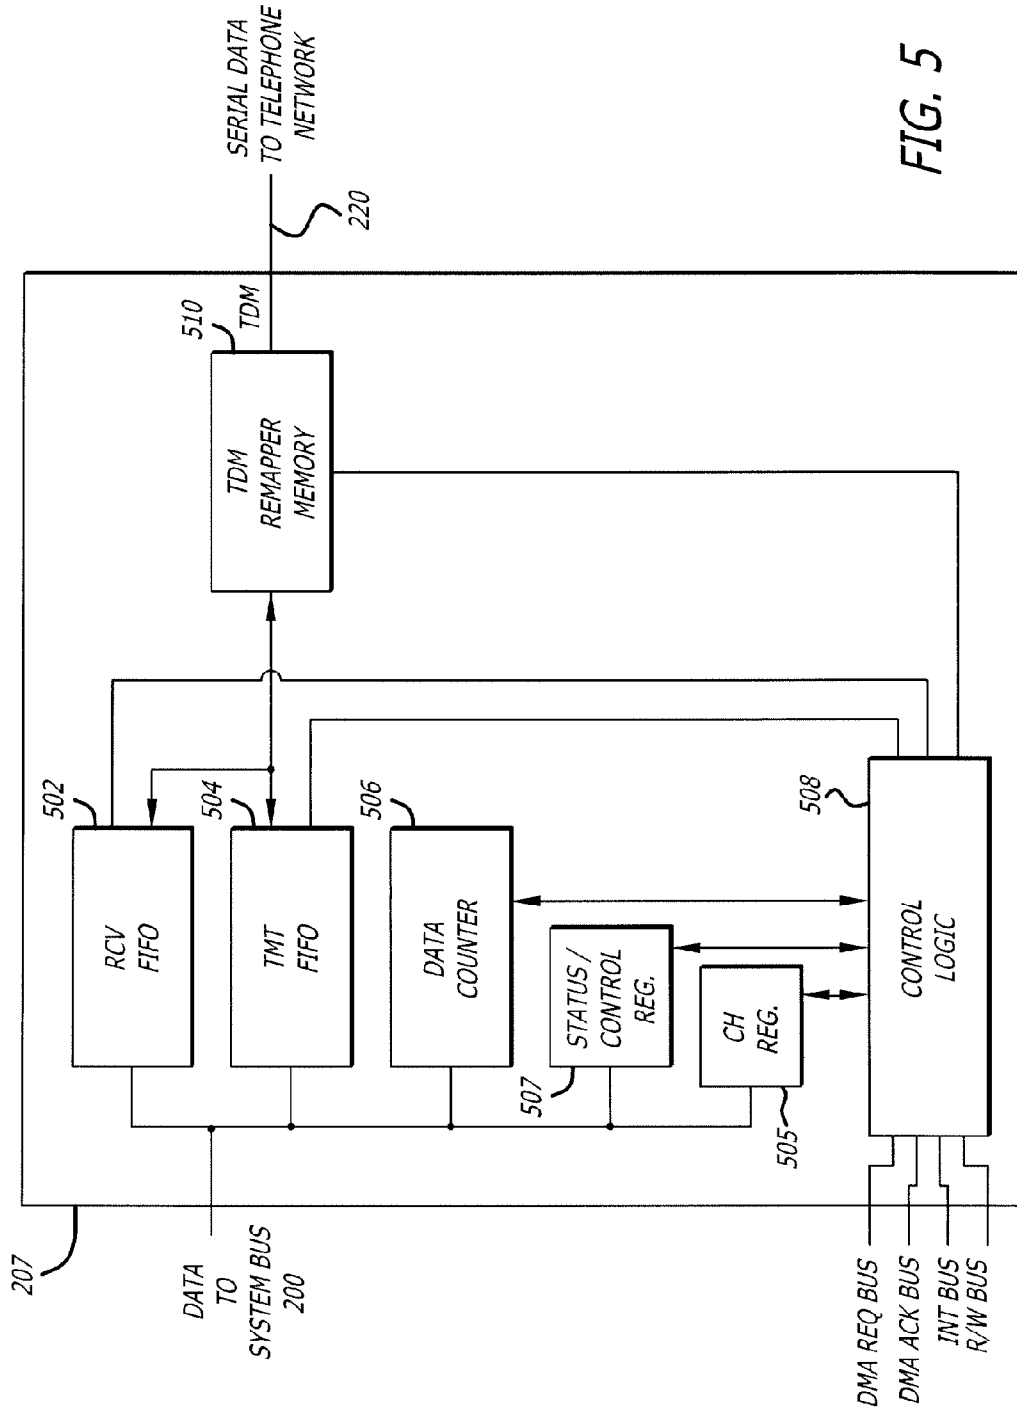 207
DATA
TO
SYSTEM BUS
200
502
RCV
FIFO
504
TMT
FIFO
506
DATA
COUNTER
507
STATUS /
CONTROL
REG.
505
CH
REG.
508
CONTROL
LOGIC
DMA REQ BUS
DMA ACK BUS
INT BUS
R/W BUS
510
TDM
REMAPPER
MEMORY
TDM
220
SERIAL DATA
TO TELEPHONE
NETWORK
FIG. 5